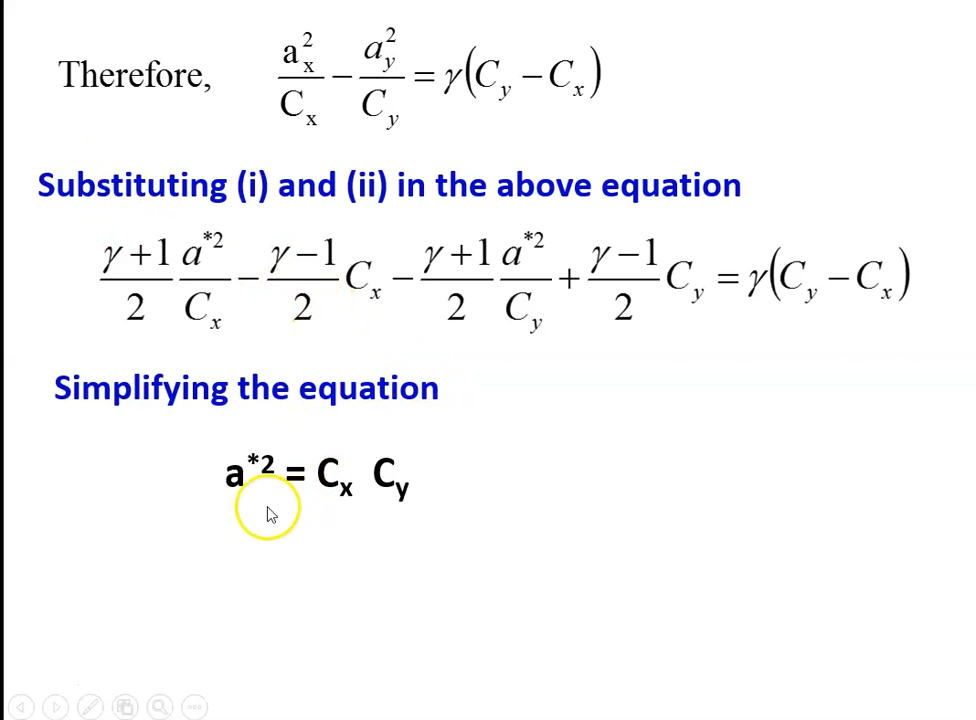 Therefore, a_x^2/C_x − a_y^2/C_y = γ(C_y − C_x)
Substituting (i) and (ii) in the above equation
γ+1/2 a^*2/C_x − γ−1/2 C_x − γ+1/2 a^*2/C_y + γ−1/2 C_y = γ(C_y − C_x)
Simplifying the equation
a^*2 = C_x C_y